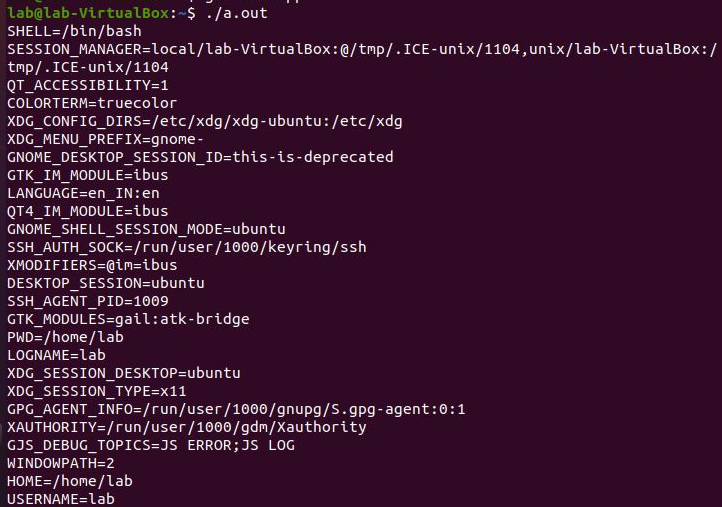 lab@lab-VirtualBox:~$ ./a.out
SHELL=/bin/bash
SESSION_MANAGER=local/lab-VirtualBox:@/tmp/.ICE-unix/1104,unix/lab-VirtualBox:/
tmp/.ICE-unix/1104
QT_ACCESSIBILITY=1
COLORTERM=truecolor
XDG_CONFIG_DIRS=/etc/xdg/xdg-ubuntu:/etc/xdg
XDG_MENU_PREFIX=gnome-
GNOME_DESKTOP_SESSION_ID=this-is-deprecated
GTK_IM_MODULE=ibus
LANGUAGE=en_IN:en
QT4_IM_MODULE=ibus
GNOME_SHELL_SESSION_MODE=ubuntu
SSH_AUTH_SOCK=/run/user/1000/keyring/ssh
XMODIFIERS=@im=ibus
DESKTOP_SESSION=ubuntu
SSH_AGENT_PID=1009
GTK_MODULES=gail:atk-bridge
PWD=/home/lab
LOGNAME=lab
XDG_SESSION_DESKTOP=ubuntu
XDG_SESSION_TYPE=x11
GPG_AGENT_INFO=/run/user/1000/gnupg/S.gpg-agent:0:1
XAUTHORITY=/run/user/1000/gdm/Xauthority
GJS_DEBUG_TOPICS=JS ERROR;JS LOG
WINDOWPATH=2
HOME=/home/lab
USERNAME=lab